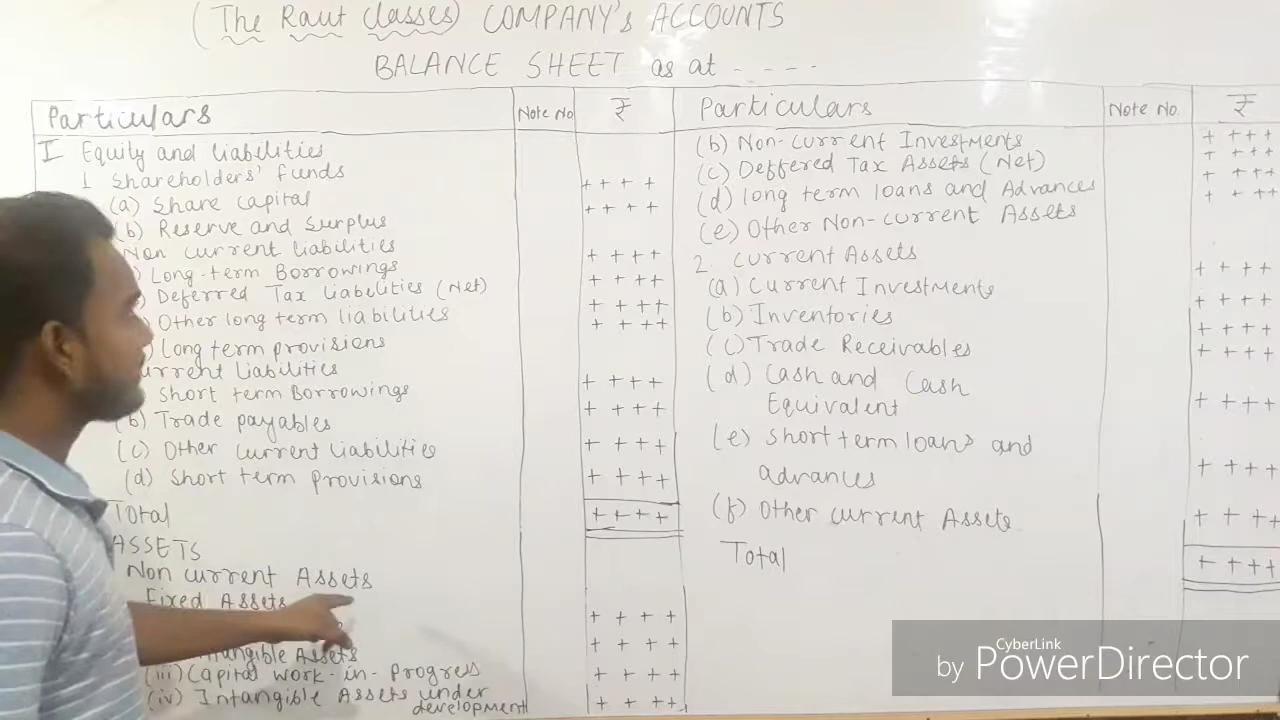 (The Raut classes) COMPANY's ACCOUNTS
BALANCE SHEET as at - - - - -
Particulars Note No ₹
I Equity and liabilities
1 Shareholders' funds
(a) Share capital + + + +
(b) Reserve and Surplus + + + +
Non current liabilities
) Long-term Borrowings + + + +
) Deferred Tax liabelities (Net) + + + +
) Other long term liabilities + + + +
) Long term provisions + + + +
urrent liabilities
Short term Borrowings + + + +
(b) Trade payables + + + +
(c) Other current liabilities + + + +
(d) Short term provisions + + + +
Total + + + +
ASSETS
Non current Assets
Fixed Assets
+ + + +
Intangible Assets + + + +
(iii) Capital work-in-Progress + + + +
(iv) Intangible Assets under development + + + +
Particulars Note No. ₹
(b) Non-current Investments + + + +
(c) Deffered Tax Assets (Net) + + + +
(d) long term loans and Advances + + + +
(e) Other Non-current Assets + + + +
2. Current Assets
(a) Current Investments + + + +
(b) Inventories + + + +
(c) Trade Receivables + + + +
(d) Cash and Cash + + + +
Equivalent + + + +
(e) Short term loans and
advances + + + +
(f) Other current Assets + + + +
Total + + + +
CyberLink
by PowerDirector